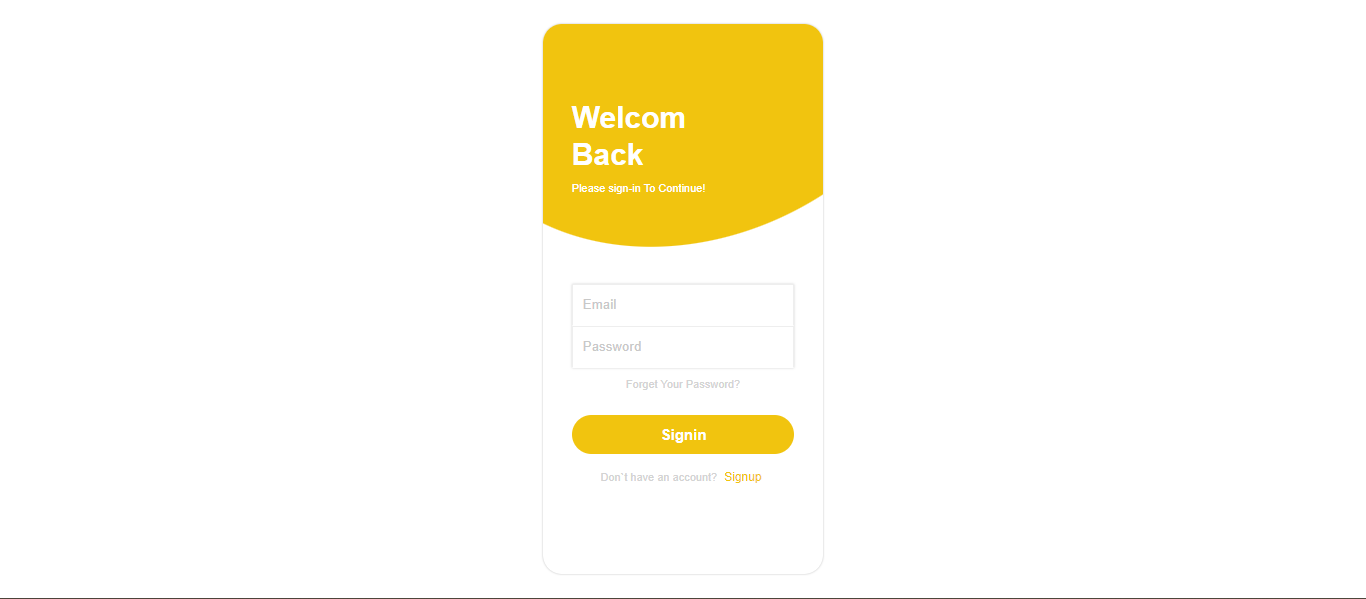 Welcom
Back
Please sign-in To Continue!
Email
Password
Forget Your Password?
Signin
Don`t have an account? Signup